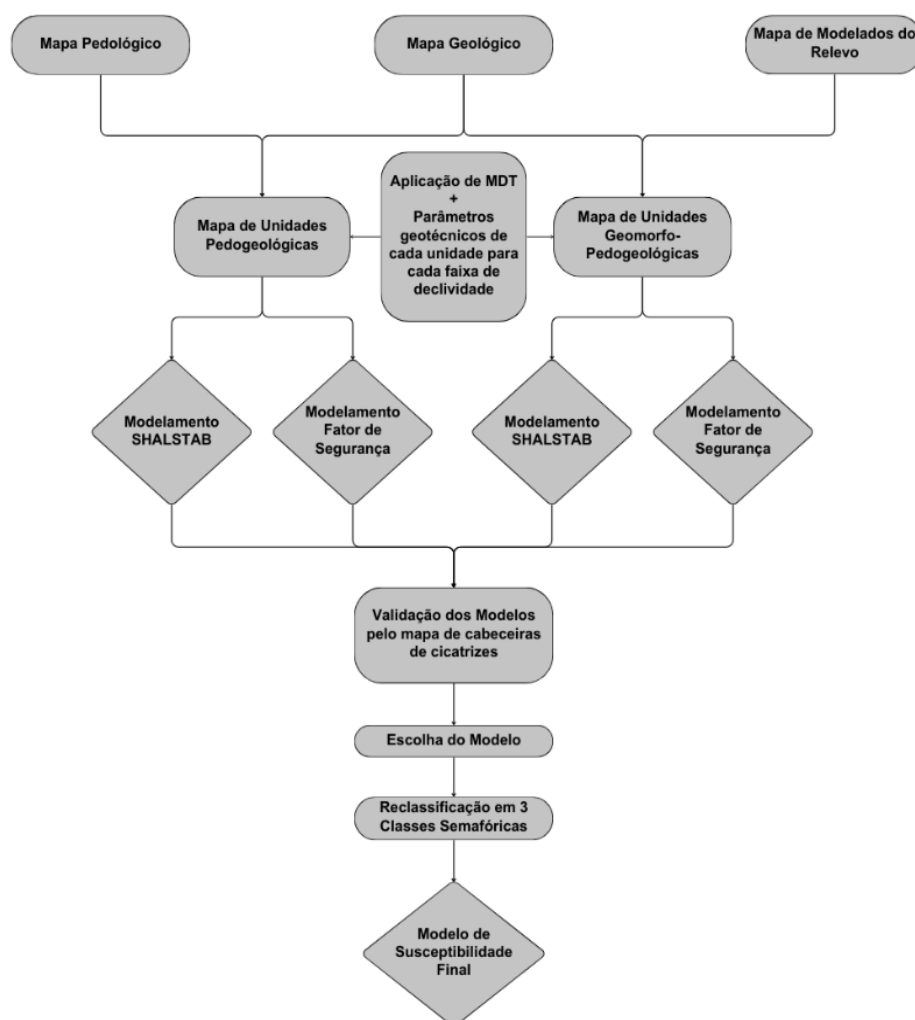 Mapa Pedológico
Mapa Geológico
Mapa de Modelados do
Relevo
Aplicação de MDT
+
Parâmetros
geotécnicos de
cada unidade para
cada faixa de
declividade
Mapa de Unidades
Pedogeológicas
Mapa de Unidades
Geomorfo-
Pedogeológicas
Modelamento
SHALSTAB
Modelamento
Fator de
Segurança
Modelamento
SHALSTAB
Modelamento
Fator de
Segurança
Validação dos Modelos
pelo mapa de cabeceiras
de cicatrizes
Escolha do Modelo
Reclassificação em 3
Classes Semafóricas
Modelo de
Susceptibilidade
Final